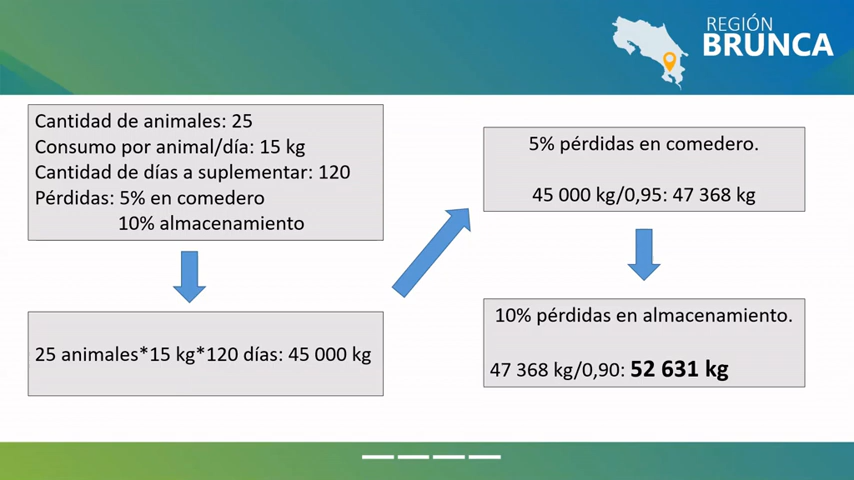 REGIÓN
BRUNCA
Cantidad de animales: 25
Consumo por animal/día: 15 kg
Cantidad de días a suplementar: 120
Pérdidas: 5% en comedero
10% almacenamiento
25 animales*15 kg*120 días: 45 000 kg
5% pérdidas en comedero.
45 000 kg/0,95: 47 368 kg
10% pérdidas en almacenamiento.
47 368 kg/0,90: 52 631 kg